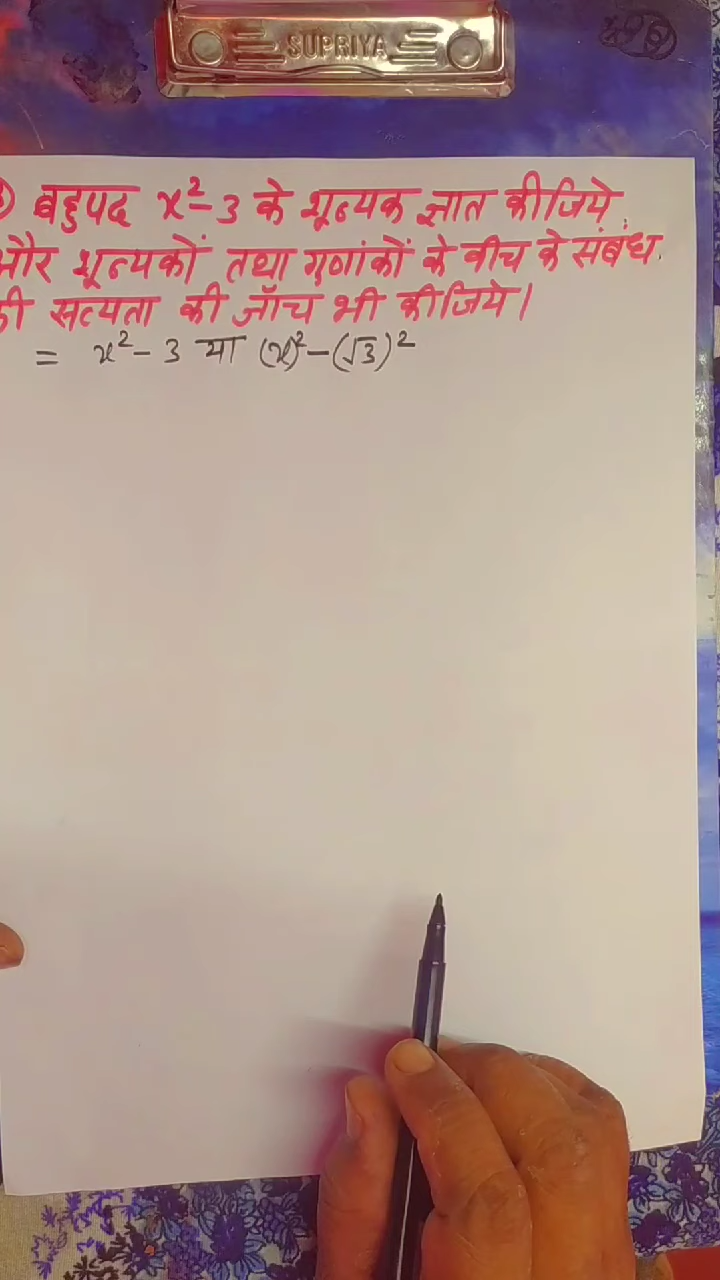 SUPRIYA
बहुपद x²-3 के शून्यक ज्ञात कीजिये
और शून्यकों तथा गुणांकों के बीच के संबंध
की सत्यता की जाँच भी कीजिये।
= x² - 3 या (x)² - (√3)²